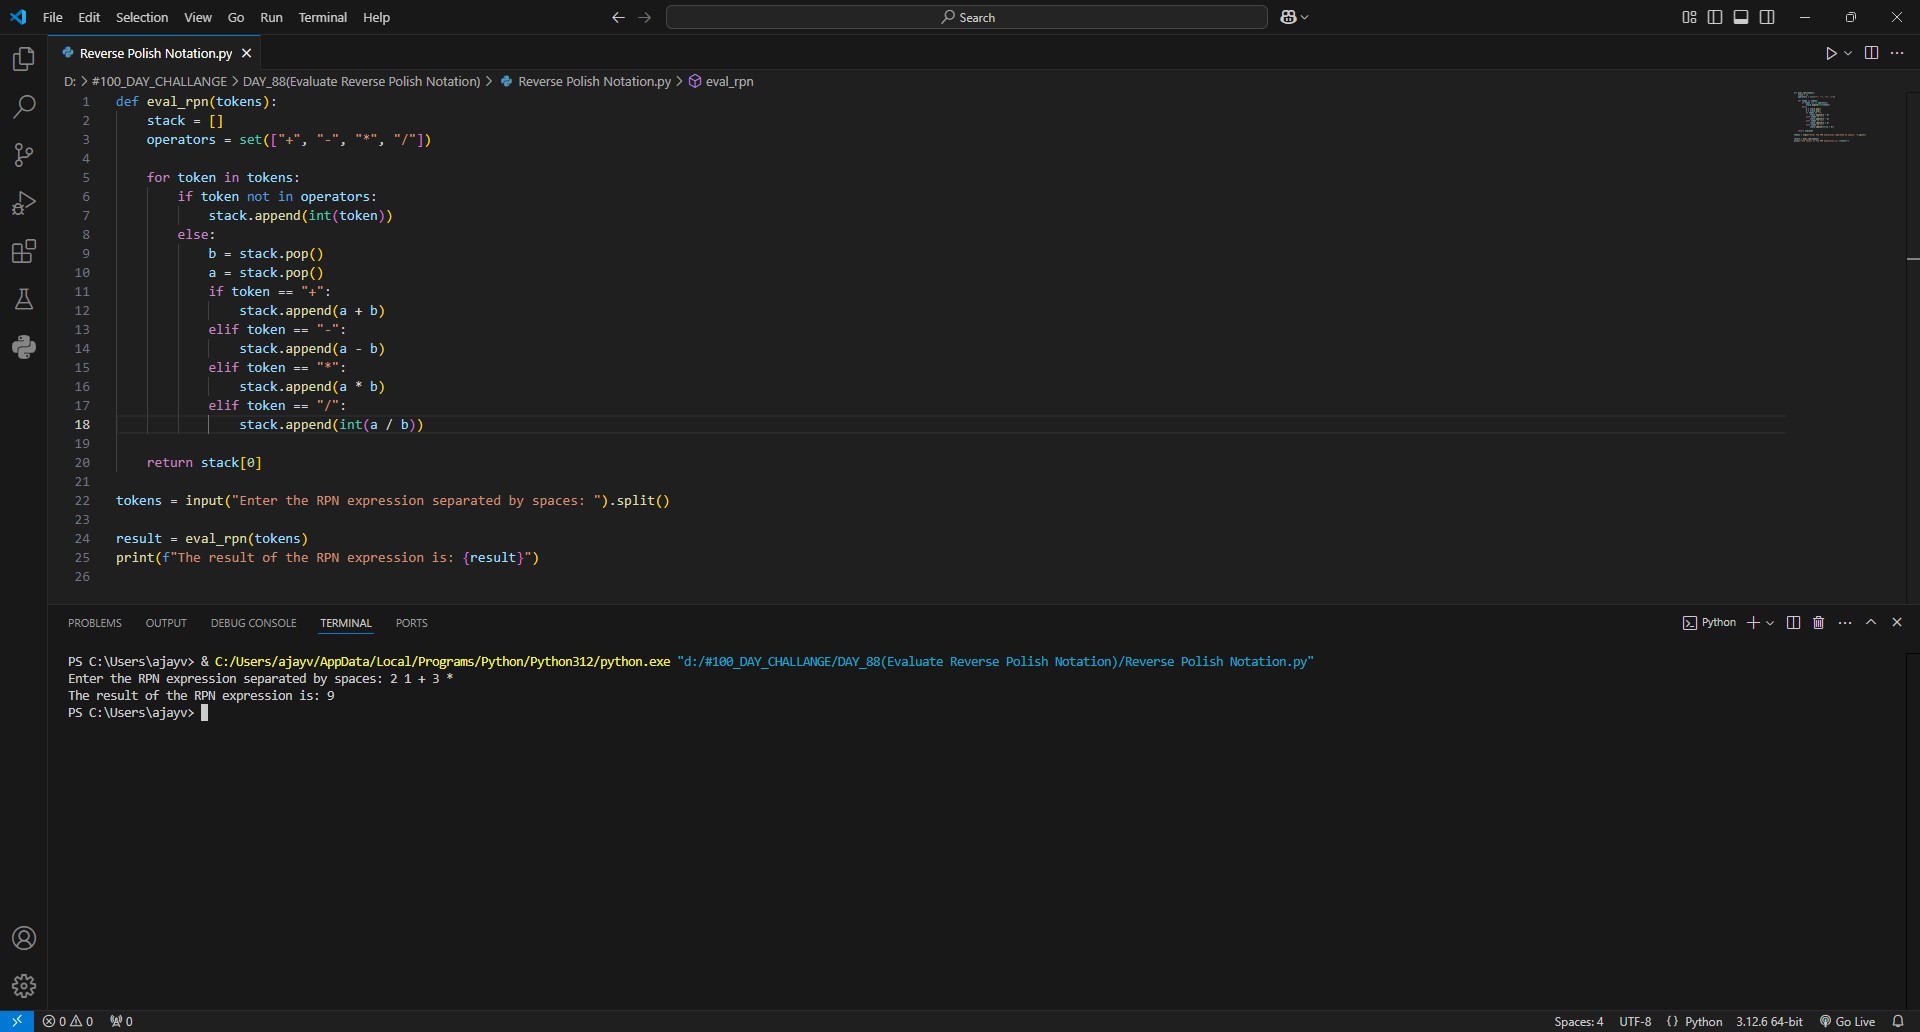 File Edit Selection View Go Run Terminal Help
Search
Reverse Polish Notation.py
D: > #100_DAY_CHALLANGE > DAY_88(Evaluate Reverse Polish Notation) > Reverse Polish Notation.py > eval_rpn
1 def eval_rpn(tokens):
2     stack = []
3     operators = set(["+", "-", "*", "/"])
4
5     for token in tokens:
6         if token not in operators:
7             stack.append(int(token))
8         else:
9             b = stack.pop()
10             a = stack.pop()
11             if token == "+":
12                 stack.append(a + b)
13             elif token == "-":
14                 stack.append(a - b)
15             elif token == "*":
16                 stack.append(a * b)
17             elif token == "/":
18                 stack.append(int(a / b))
19
20     return stack[0]
21
22 tokens = input("Enter the RPN expression separated by spaces: ").split()
23
24 result = eval_rpn(tokens)
25 print(f"The result of the RPN expression is: {result}")
26
PROBLEMS OUTPUT DEBUG CONSOLE TERMINAL PORTS
Python
PS C:\Users\ajayv> & C:/Users/ajayv/AppData/Local/Programs/Python/Python312/python.exe "d:/#100_DAY_CHALLANGE/DAY_88(Evaluate Reverse Polish Notation)/Reverse Polish Notation.py"
Enter the RPN expression separated by spaces: 2 1 + 3 *
The result of the RPN expression is: 9
PS C:\Users\ajayv>
0 0 0 Spaces: 4 UTF-8 {} Python 3.12.6 64-bit Go Live